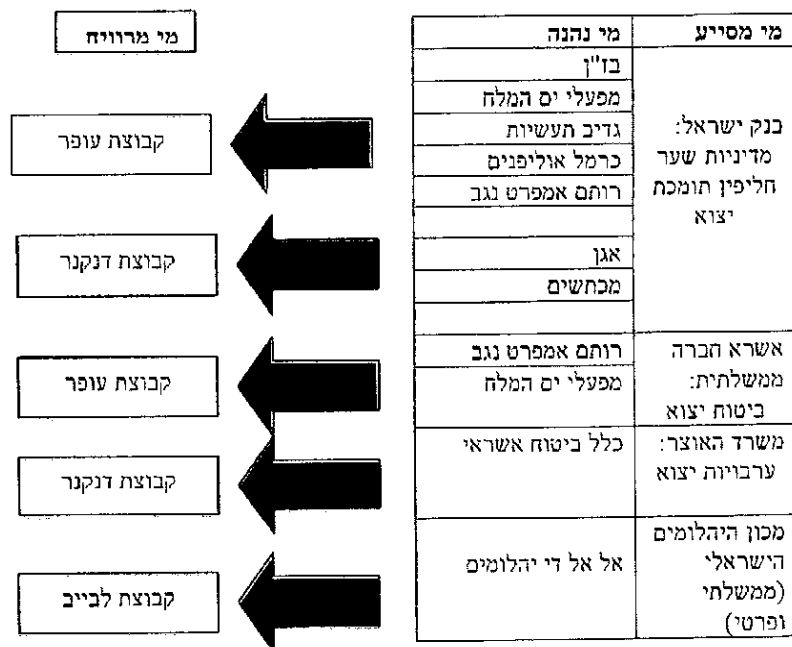 מי מסייע
מי נהנה
מי מרוויח
בנק ישראל:
מדיניות שער
חליפין תומכת
יצוא
בז"ן
מפעלי ים המלח
גדיב תעשיות
כרמל אוליפנים
רותם אמפרט נגב
קבוצת עופר
אגן
מכתשים
קבוצת דנקנר
אשרא חברה
ממשלתית:
ביטוח יצוא
רותם אמפרט נגב
מפעלי ים המלח
קבוצת עופר
משרד האוצר:
ערבויות יצוא
כלל ביטוח אשראי
קבוצת דנקנר
מכון היהלומים
הישראלי
(ממשלתי
ופרטי)
אל אל די יהלומים
קבוצת לבייב